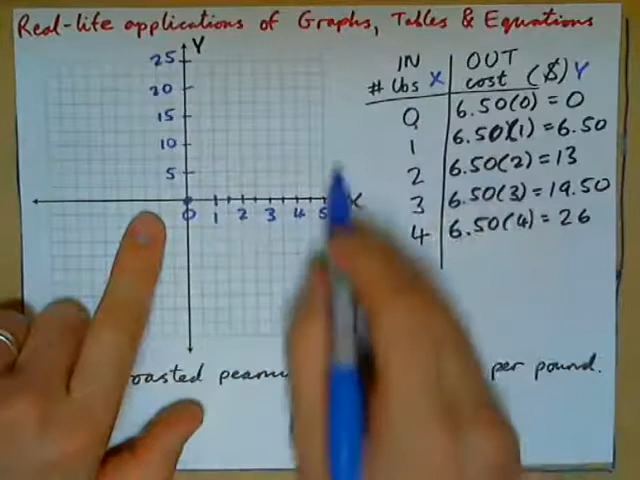 Real-life applications of Graphs, Tables & Equations
Y
25
20
15
10
5
0 1 2 3 4 5
X
IN OUT
# lbs X cost ($) Y
0 6.50(0) = 0
1 6.50(1) = 6.50
2 6.50(2) = 13
3 6.50(3) = 19.50
4 6.50(4) = 26
per pound.